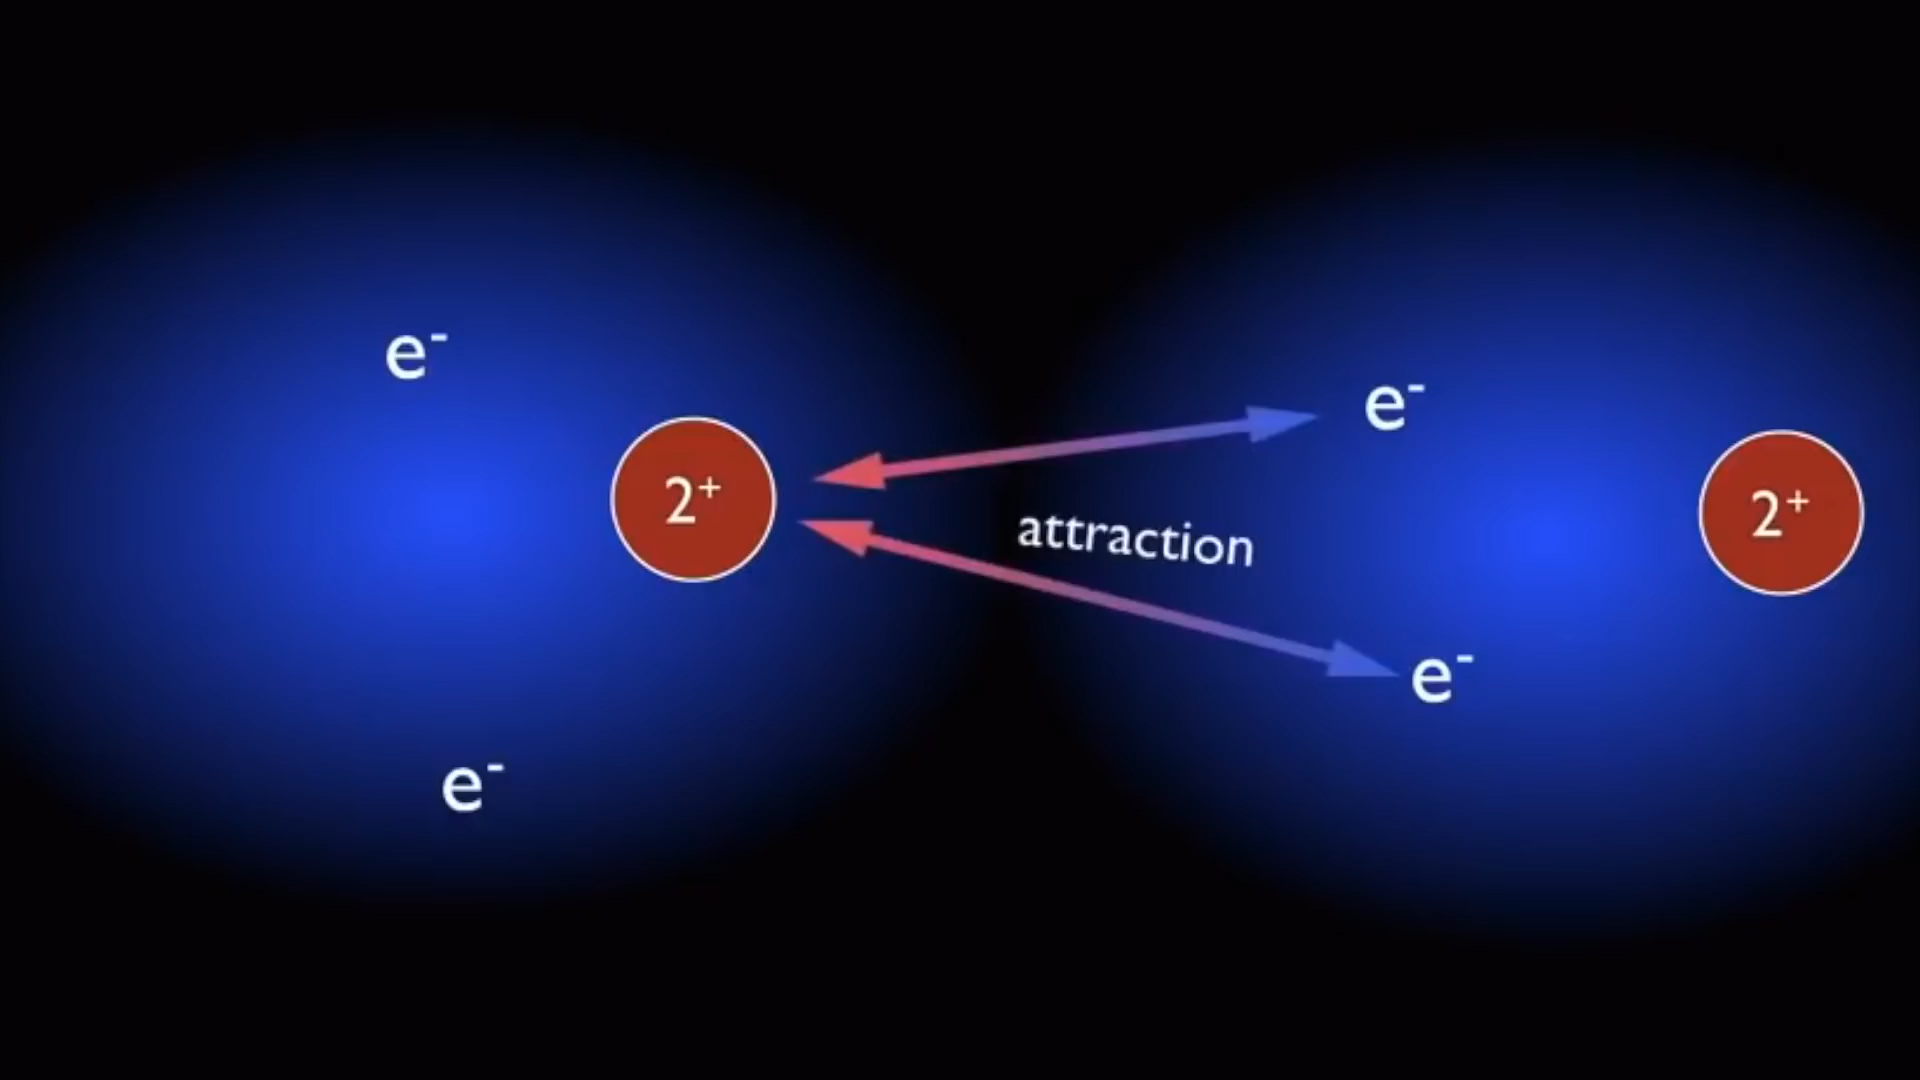 e⁻
e⁻
2⁺
2⁺
attraction
e⁻
e⁻